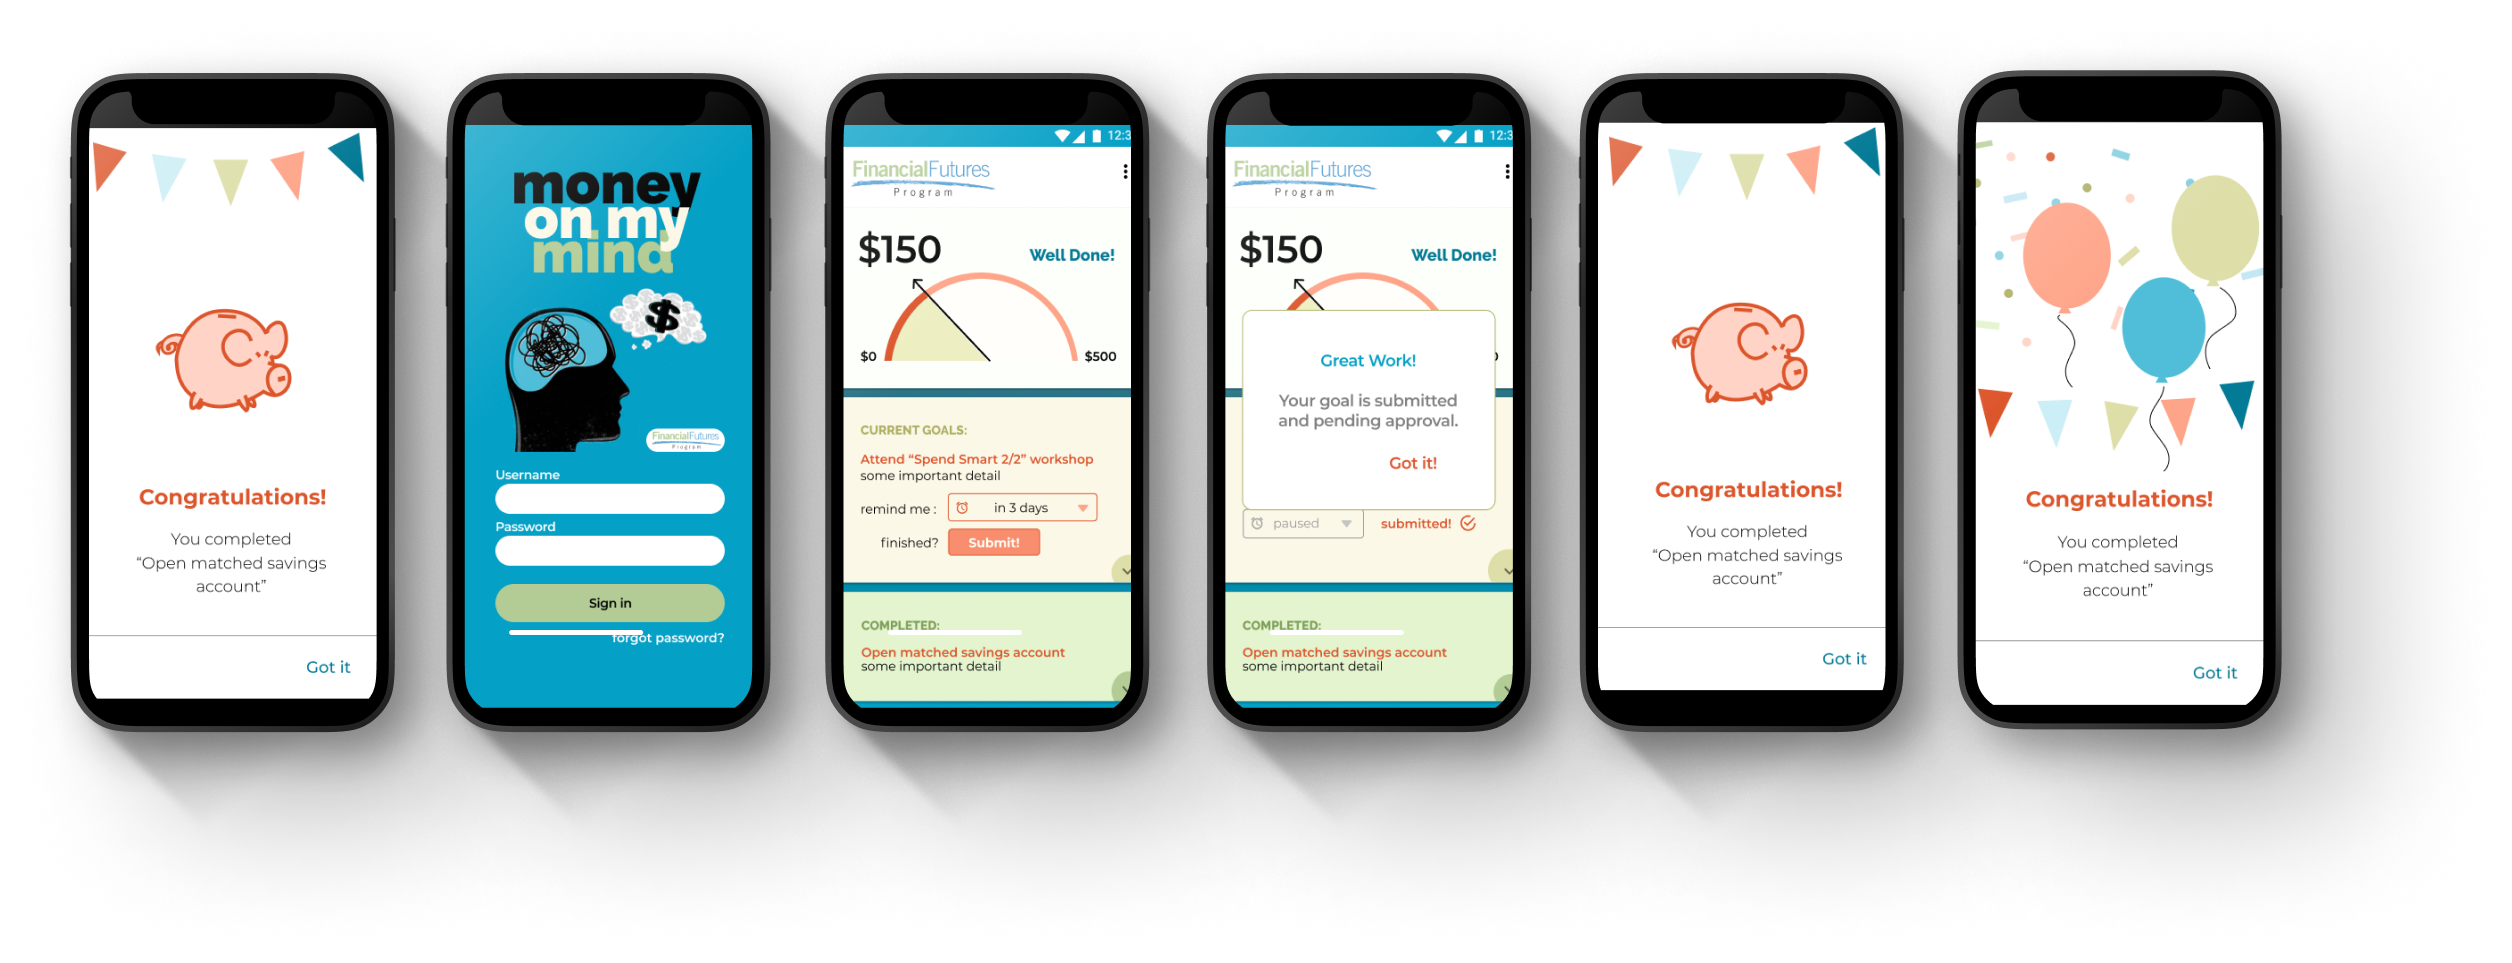 Congratulations!
You completed
“Open matched savings
account”
Got it
money
on my
mind
$
FinancialFutures
Program
Username
Password
Sign in
forgot password?
12:3
FinancialFutures
Program
$150
Well Done!
$0
$500
CURRENT GOALS:
Attend “Spend Smart 2/2” workshop
some important detail
remind me :
in 3 days
finished?
Submit!
COMPLETED:
Open matched savings account
some important detail
12:3
FinancialFutures
Program
$150
Well Done!
Great Work!
Your goal is submitted
and pending approval.
Got it!
paused
submitted!
COMPLETED:
Open matched savings account
some important detail
Congratulations!
You completed
“Open matched savings
account”
Got it
Congratulations!
You completed
“Open matched savings
account”
Got it